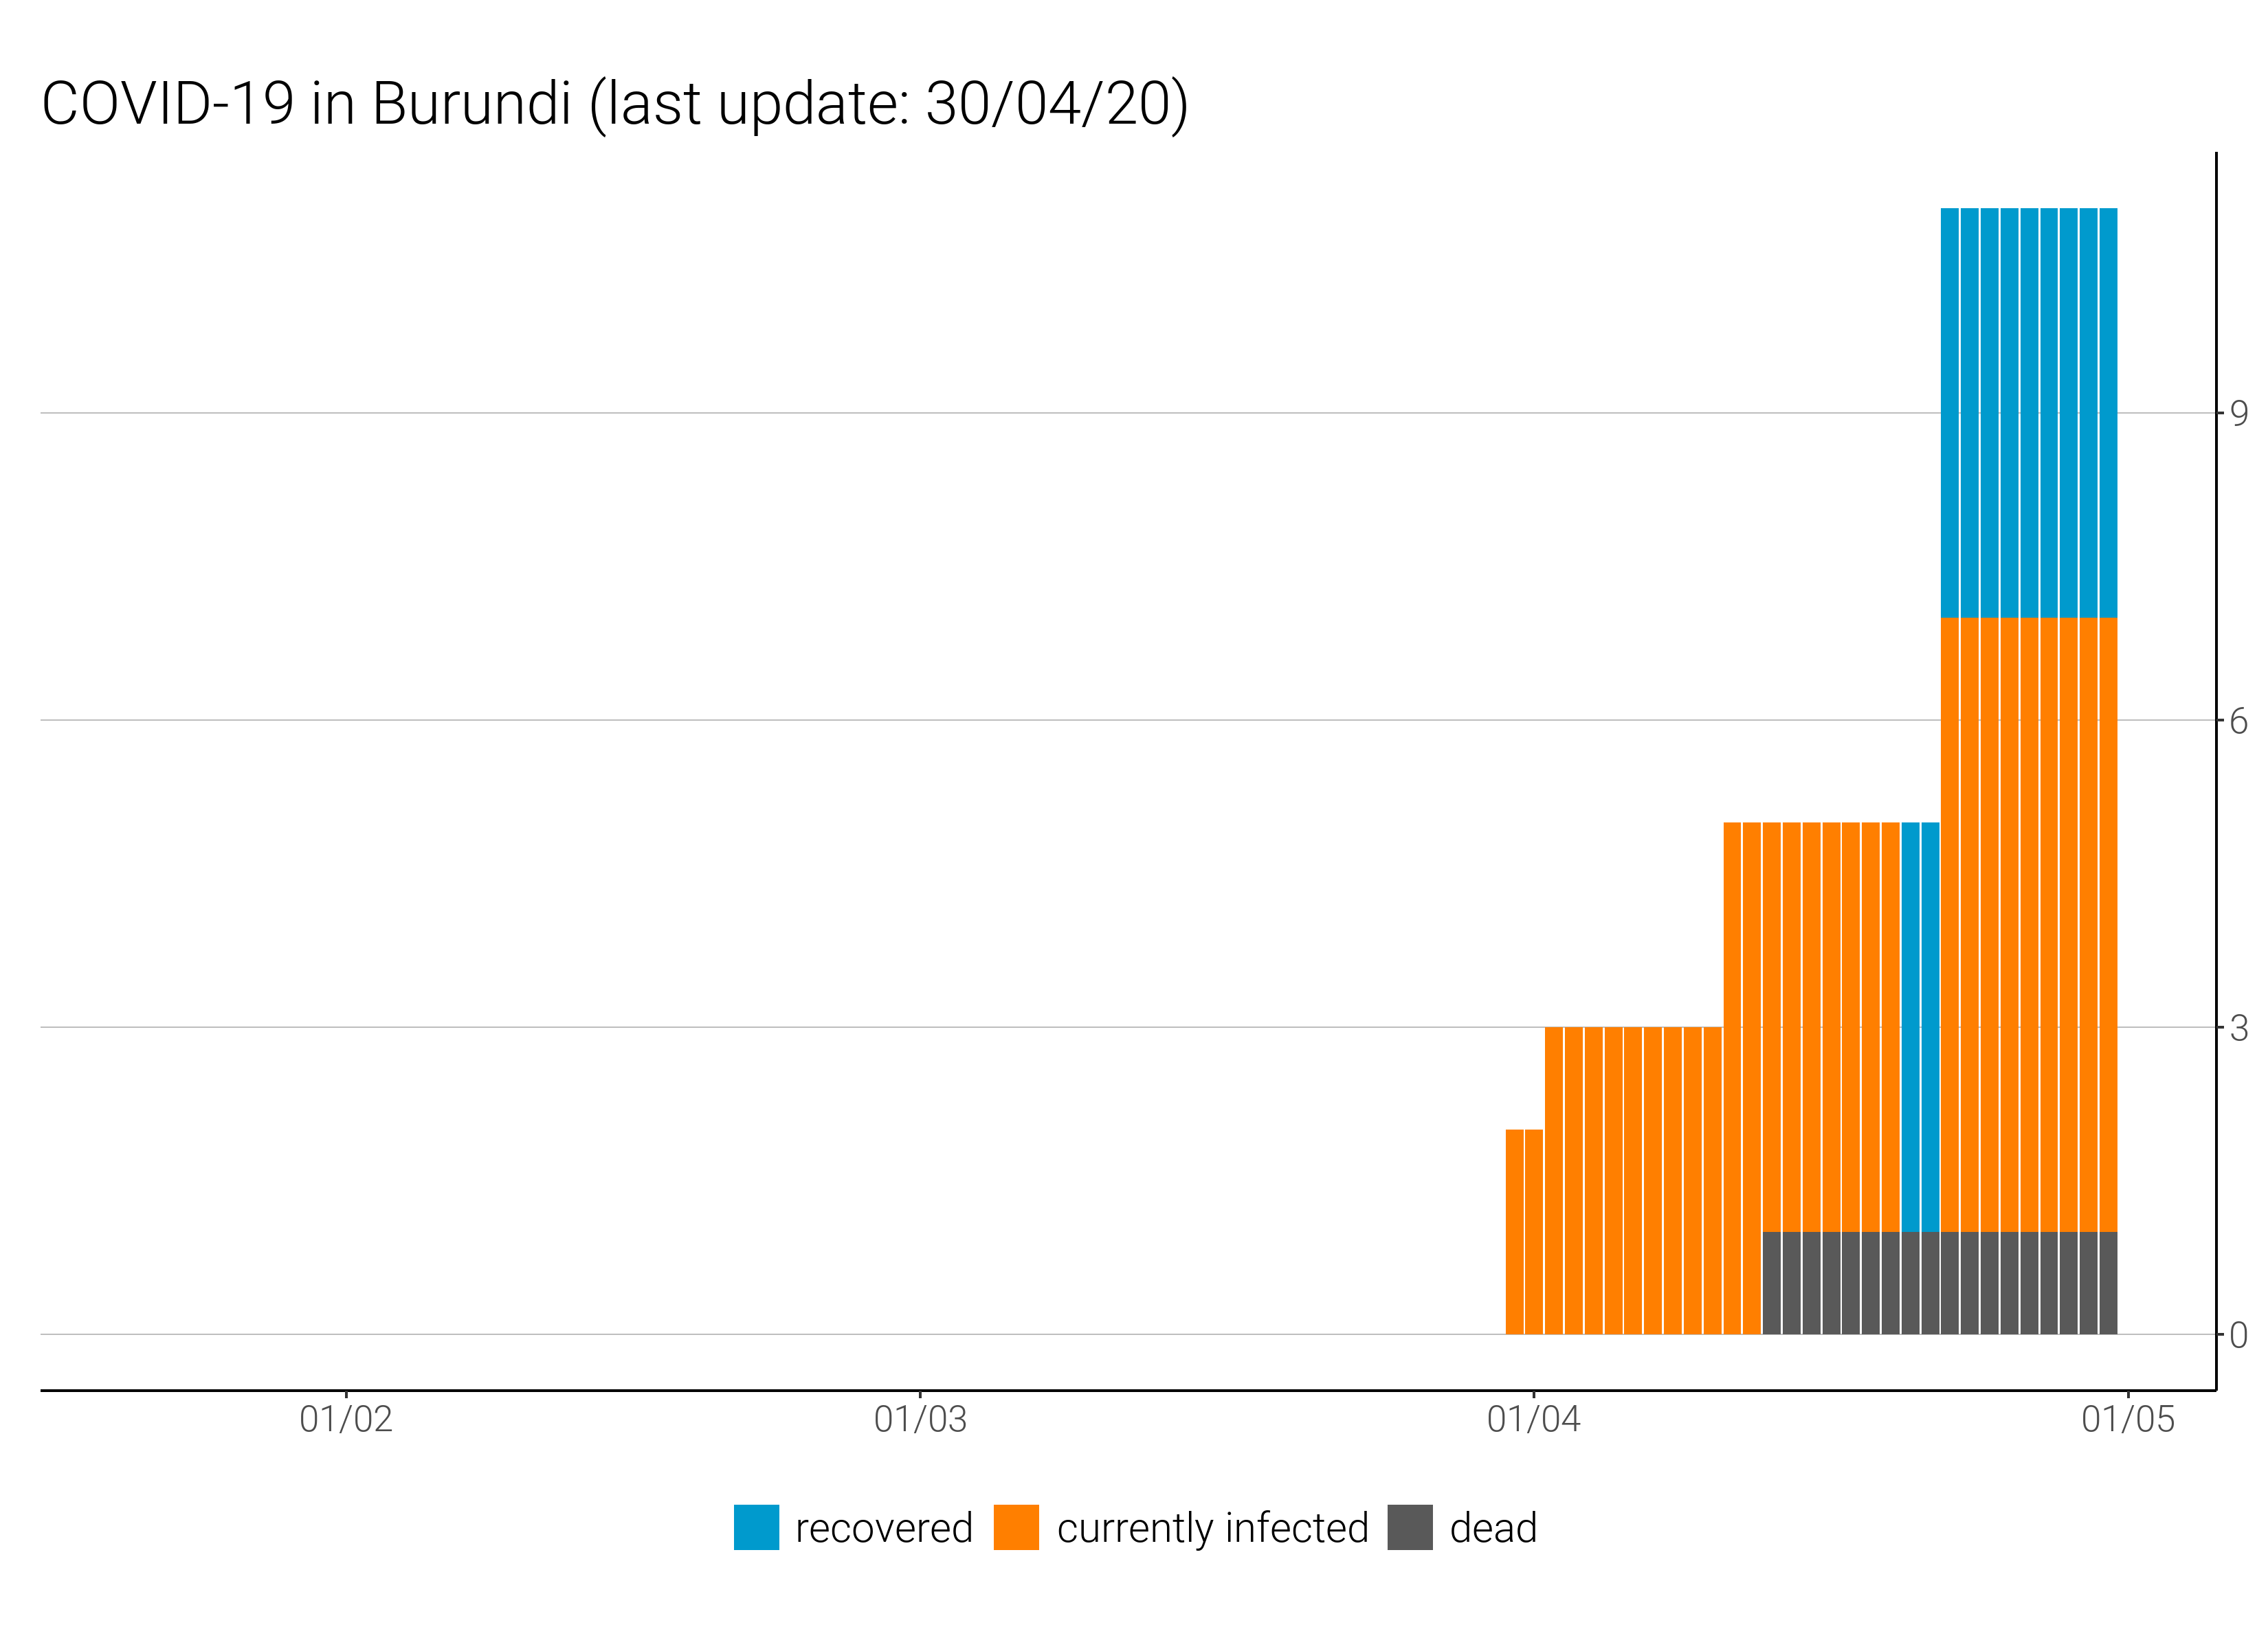 COVID-19 in Burundi (last update: 30/04/20)
9
6
3
0
01/02 01/03 01/04 01/05
recovered currently infected dead